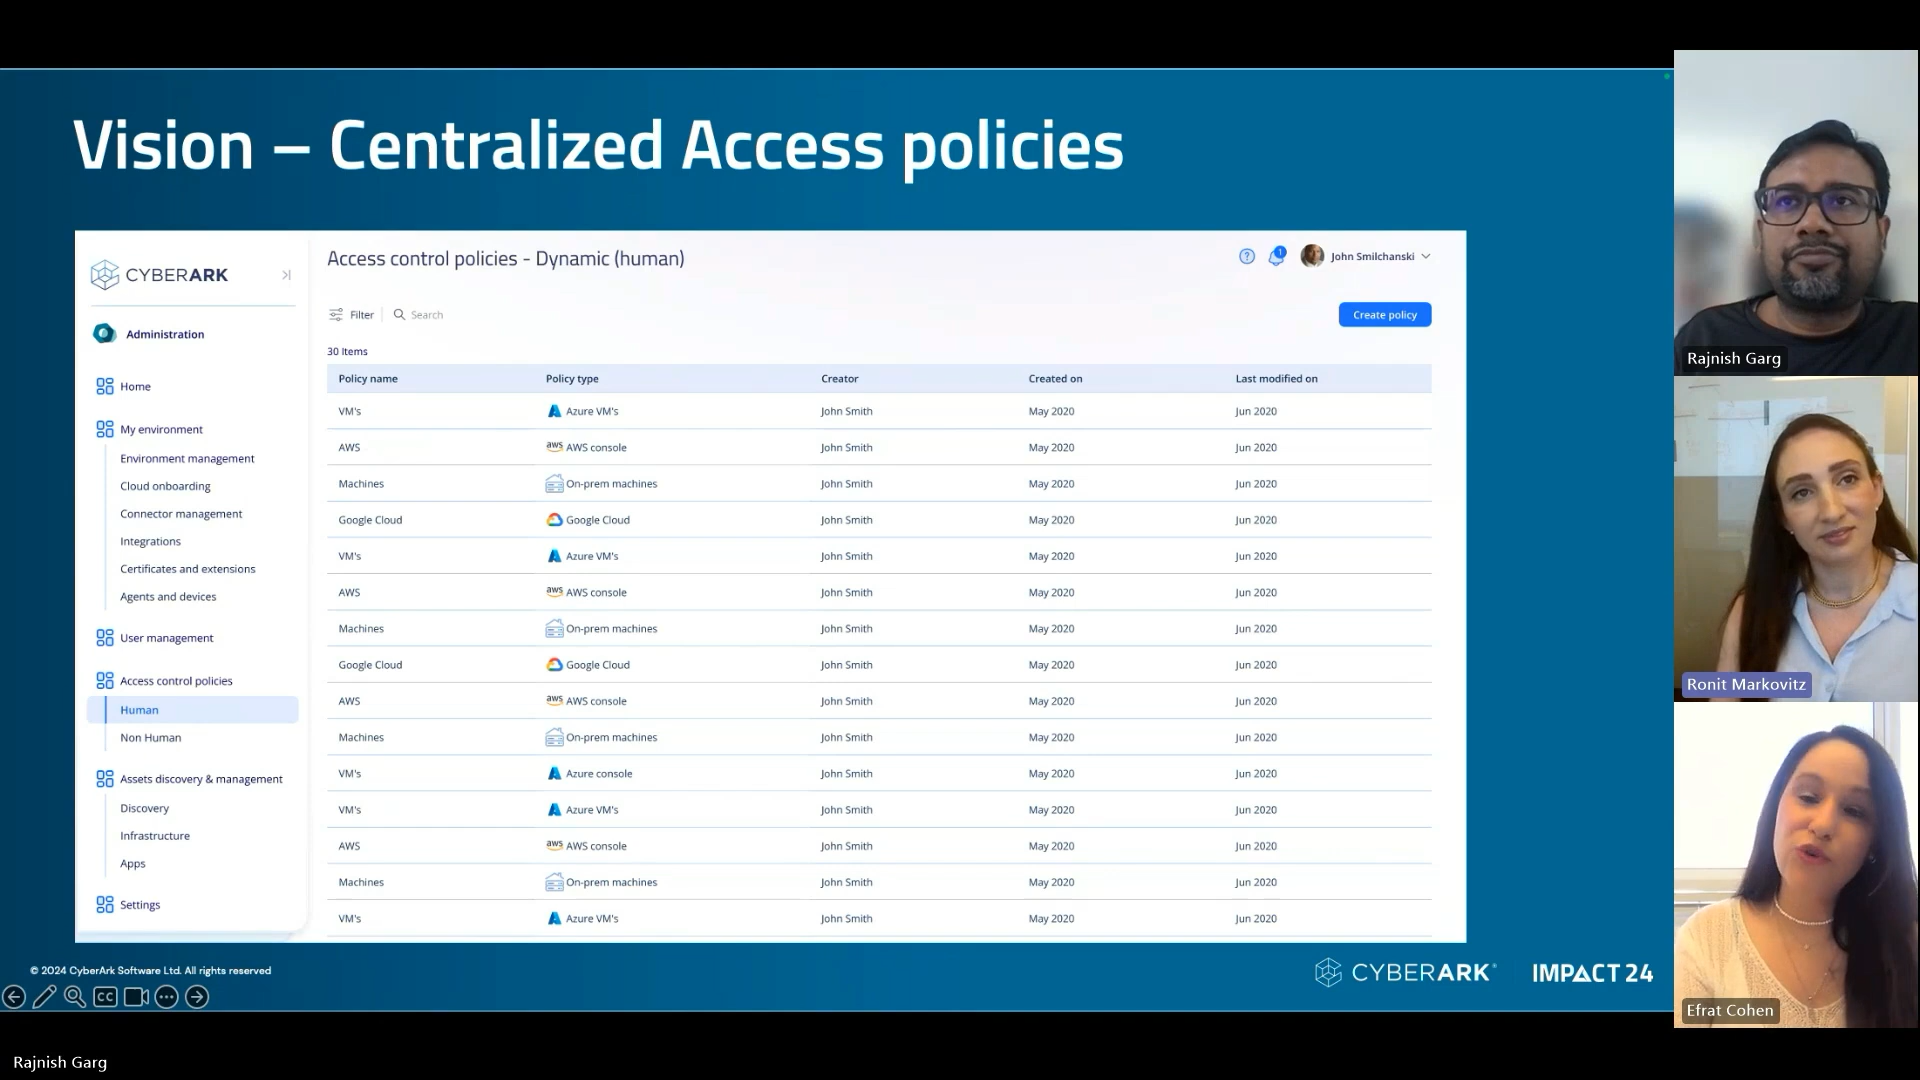 Vision – Centralized Access policies
CYBERARK
Administration
Home
My environment
Environment management
Cloud onboarding
Connector management
Integrations
Certificates and extensions
Agents and devices
User management
Access control policies
Human
Non Human
Assets discovery & management
Discovery
Infrastructure
Apps
Settings
Access control policies - Dynamic (human)
? 1 John Smilchanski
Filter Search
Create policy
30 Items
Policy name Policy type Creator Created on Last modified on
VM's Azure VM's John Smith May 2020 Jun 2020
AWS aws AWS console John Smith May 2020 Jun 2020
Machines On-prem machines John Smith May 2020 Jun 2020
Google Cloud Google Cloud John Smith May 2020 Jun 2020
VM's Azure VM's John Smith May 2020 Jun 2020
AWS aws AWS console John Smith May 2020 Jun 2020
Machines On-prem machines John Smith May 2020 Jun 2020
Google Cloud Google Cloud John Smith May 2020 Jun 2020
AWS aws AWS console John Smith May 2020 Jun 2020
Machines On-prem machines John Smith May 2020 Jun 2020
VM's Azure console John Smith May 2020 Jun 2020
VM's Azure VM's John Smith May 2020 Jun 2020
AWS aws AWS console John Smith May 2020 Jun 2020
Machines On-prem machines John Smith May 2020 Jun 2020
VM's Azure VM's John Smith May 2020 Jun 2020
© 2024 CyberArk Software Ltd. All rights reserved
CC
CYBERARK®
IMPACT 24
Rajnish Garg
Ronit Markovitz
Efrat Cohen
Rajnish Garg